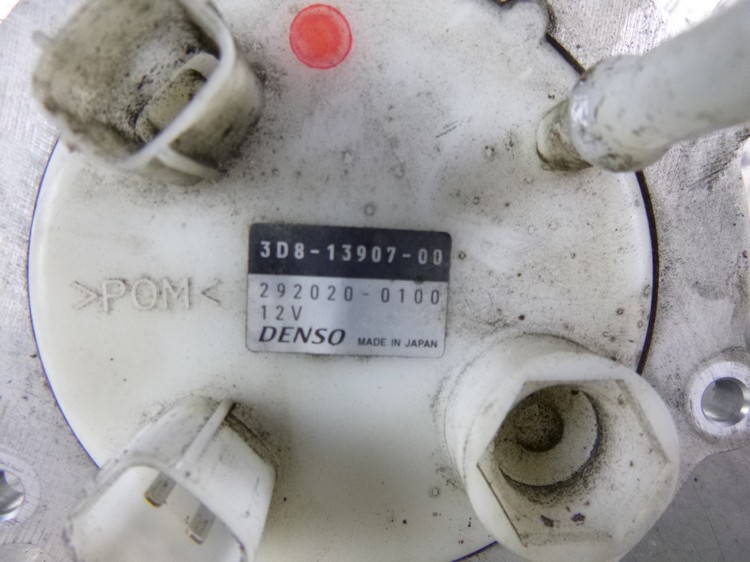 3D8-13907-00
>POM<
292020-0100
12V
DENSO MADE IN JAPAN